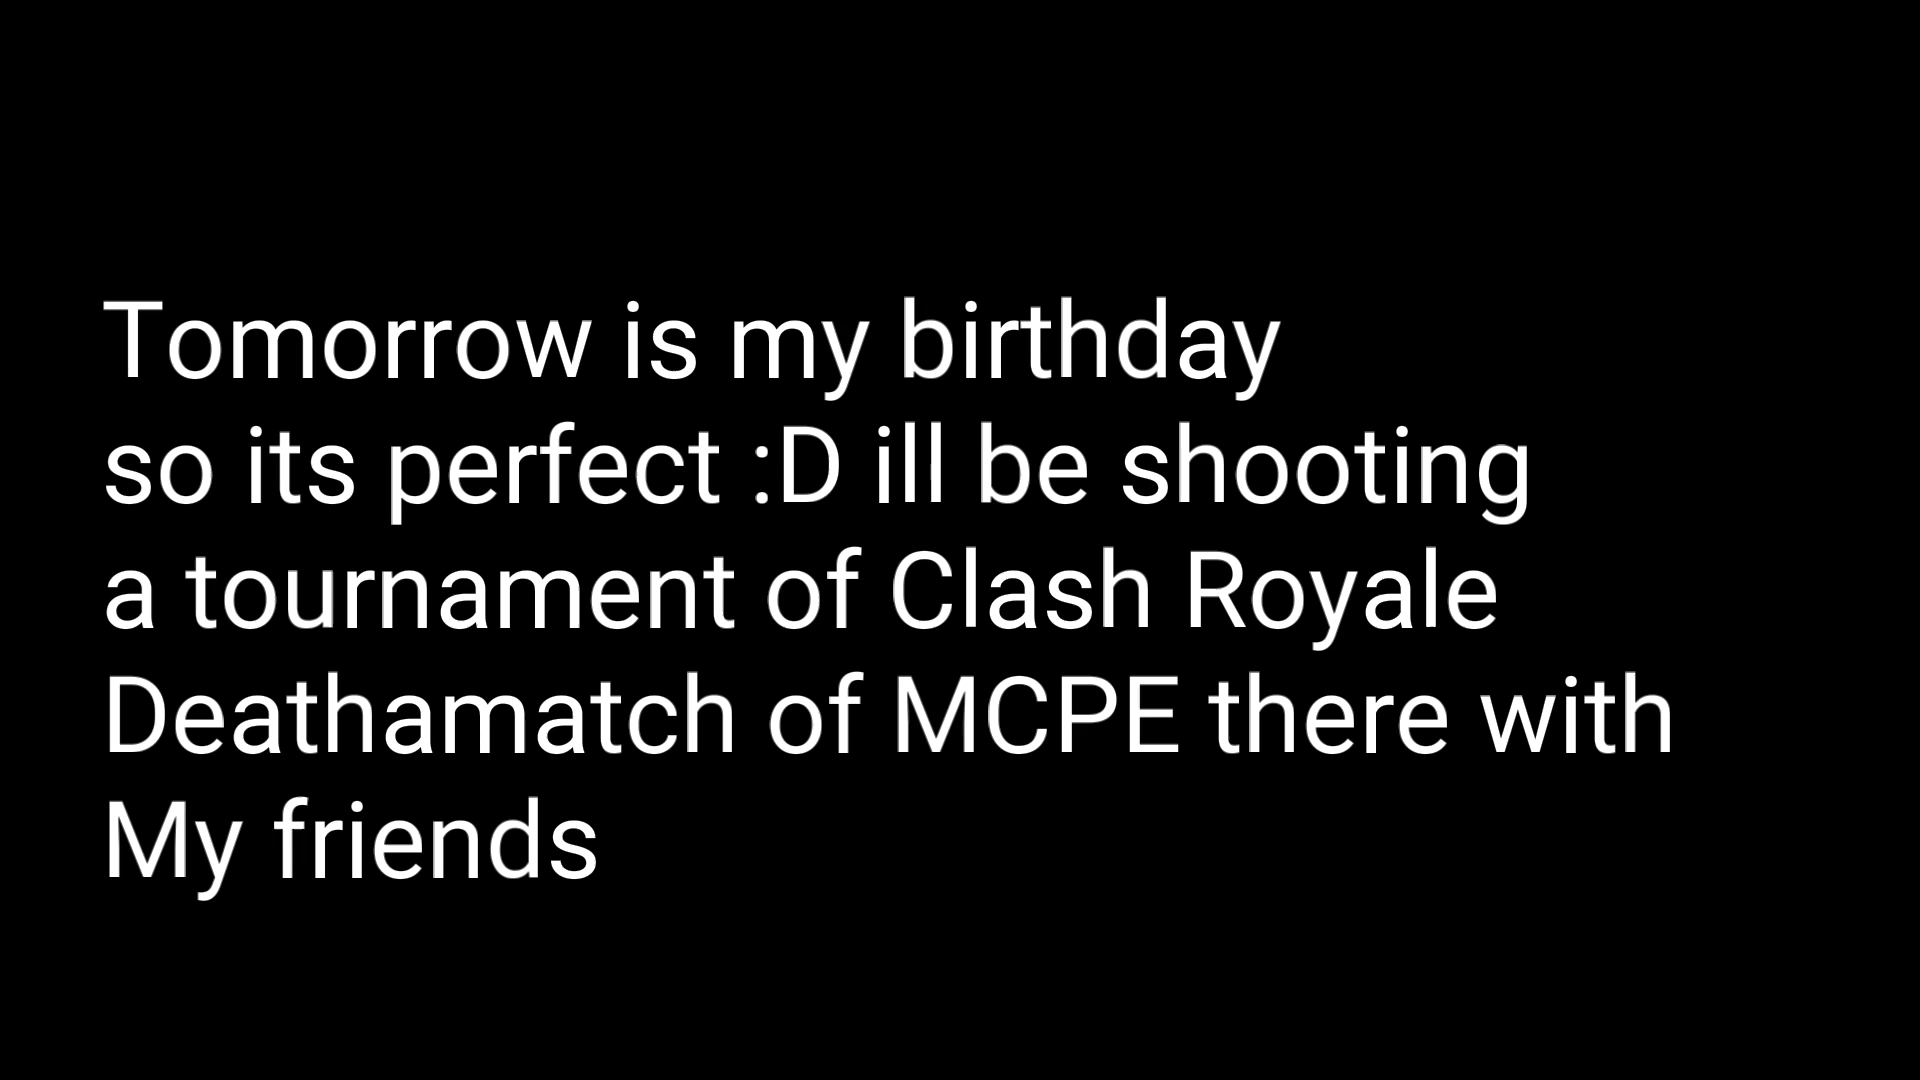 Tomorrow is my birthday
so its perfect :D ill be shooting
a tournament of Clash Royale
Deathamatch of MCPE there with
My friends